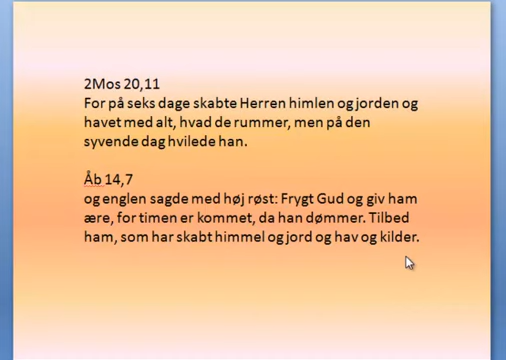 2Mos 20,11
For på seks dage skabte Herren himlen og jorden og
havet med alt, hvad de rummer, men på den
syvende dag hvilede han.
Åb 14,7
og englen sagde med høj røst: Frygt Gud og giv ham
ære, for timen er kommet, da han dømmer. Tilbed
ham, som har skabt himmel og jord og hav og kilder.